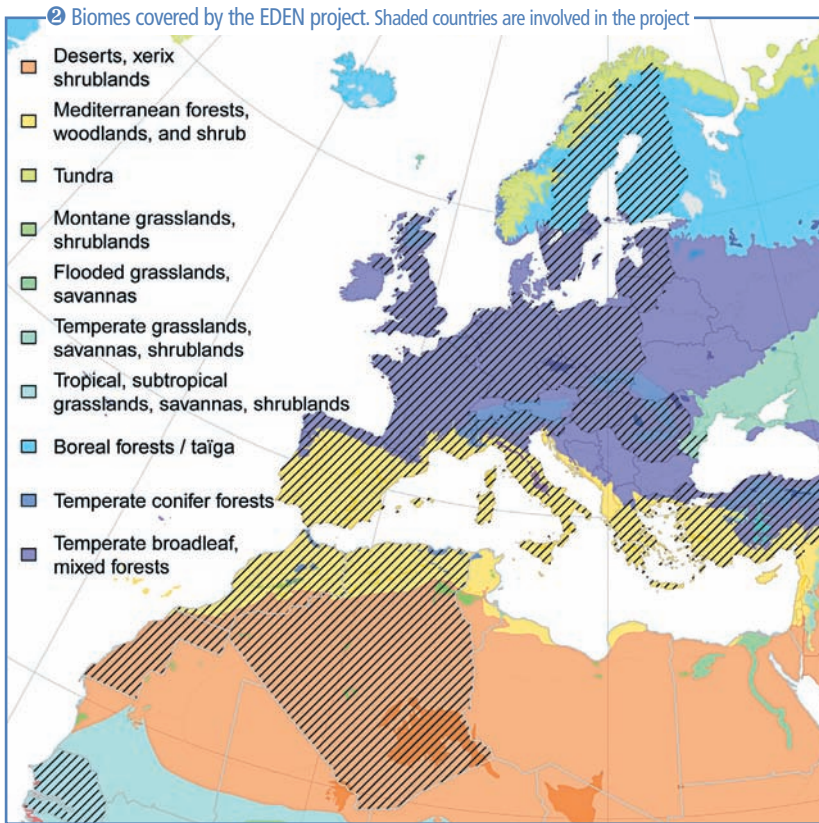 ❷ Biomes covered by the EDEN project. Shaded countries are involved in the project
Deserts, xerix
shrublands
Mediterranean forests,
woodlands, and shrub
Tundra
Montane grasslands,
shrublands
Flooded grasslands,
savannas
Temperate grasslands,
savannas, shrublands
Tropical, subtropical
grasslands, savannas, shrublands
Boreal forests / taïga
Temperate conifer forests
Temperate broadleaf,
mixed forests